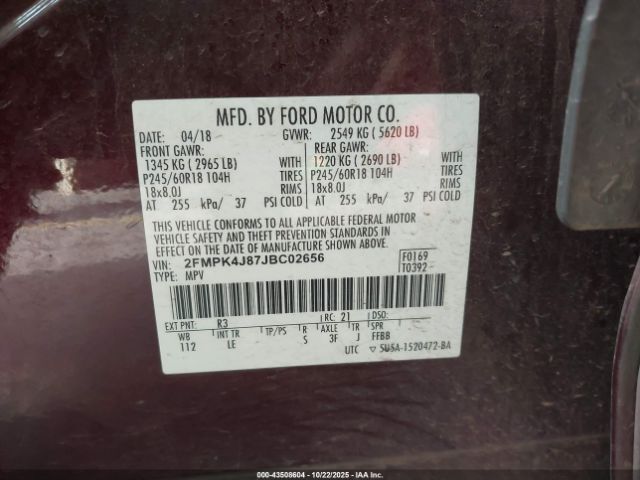 MFD. BY FORD MOTOR CO.
DATE: 04/18 GVWR: 2549 KG ( 5620 LB)
FRONT GAWR: REAR GAWR:
1345 KG ( 2965 LB) WITH 1220 KG ( 2690 LB) WITH
P245/60R18 104H TIRES P245/60R18 104H TIRES
18x8.0J RIMS 18x8.0J RIMS
AT 255 kPa/ 37 PSI COLD AT 255 kPa/ 37 PSI COLD
THIS VEHICLE CONFORMS TO ALL APPLICABLE FEDERAL MOTOR
VEHICLE SAFETY AND THEFT PREVENTION STANDARDS IN
EFFECT ON THE DATE OF MANUFACTURE SHOWN ABOVE.
VIN: 2FMPK4J87JBC02656 F0169
TYPE: MPV T0392
EXT PNT: R3 RC: 21 DSO:
WB INT TR TP/PS R AXLE TR SPR
112 LE S 3F J FFBB
UTC ▽ 5U5A-1520472-BA
000-43508604 | 10/22/2025 | IAA Inc.